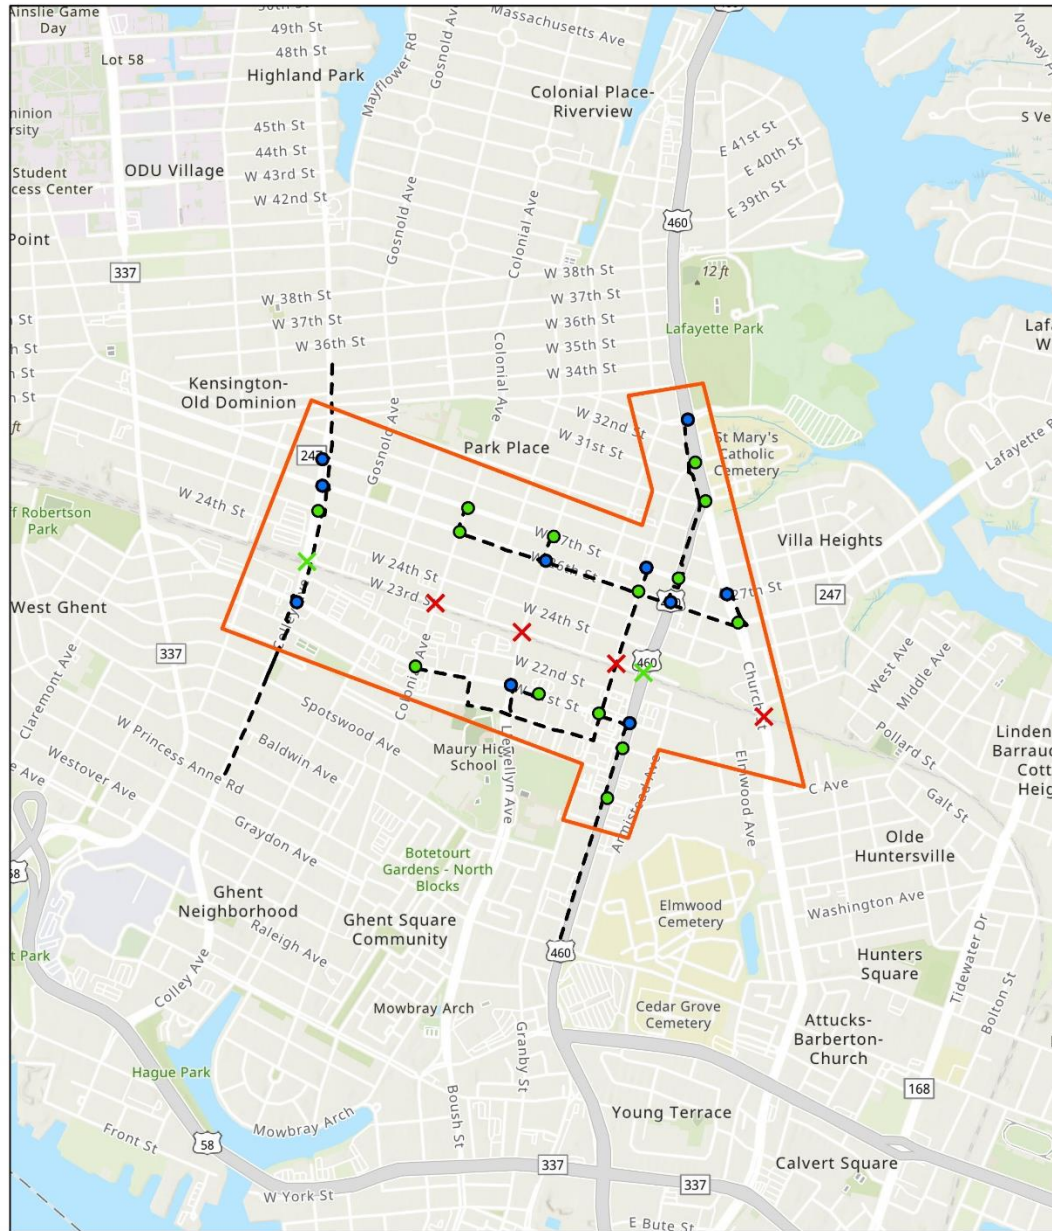 Ainslie Game
Day
49th St
48th St
Massachusetts Ave
Lot 58
Highland Park
Mayflower Rd
Gosnold Ave
Colonial Place-
Riverview
45th St
44th St
W 43rd St
W 42nd St
ODU Village
Student
E 41st St
E 40th St
E 39th St
Point
337
460
Gosnold Ave
Colonial Ave
W 38th St
W 37th St
W 36th St
W 35th St
W 34th St
12 ft
Lafayette Park
W 38th St
W 37th St
W 36th St
Kensington-
Old Dominion
Colonial Ave
Gosnold Ave
Park Place
W 32nd St
W 31st St
St Mary's
Catholic
Cemetery
Lafayette
247
W 24th St
Robertson
Park
Villa Heights
W 24th St
W 23rd St
W 24th St
27th St
247
West Ghent
337
460
W 22nd St
West Ave
Middle Ave
Claremont Ave
Spotswood Ave
Baldwin Ave
W Princess Anne Rd
Westover Ave
Maury High
School
Llewellyn Ave
Armistead Ave
Elmwood Ave
Church St
Pollard St
Galt St
C Ave
Graydon Ave
Botetourt
Gardens - North
Blocks
Olde
Huntersville
Washington Ave
Ghent
Neighborhood
Raleigh Ave
Ghent Square
Community
Elmwood
Cemetery
460
Hunters
Square
Tidewater Dr
Bolton St
Colley Ave
Mowbray Arch
Cedar Grove
Cemetery
Attucks-
Barberton-
Church
Granby St
Hague Park
168
Boush St
Young Terrace
Mowbray Arch
Front St
58
337
337
Calvert Square
W York St
E Bute St